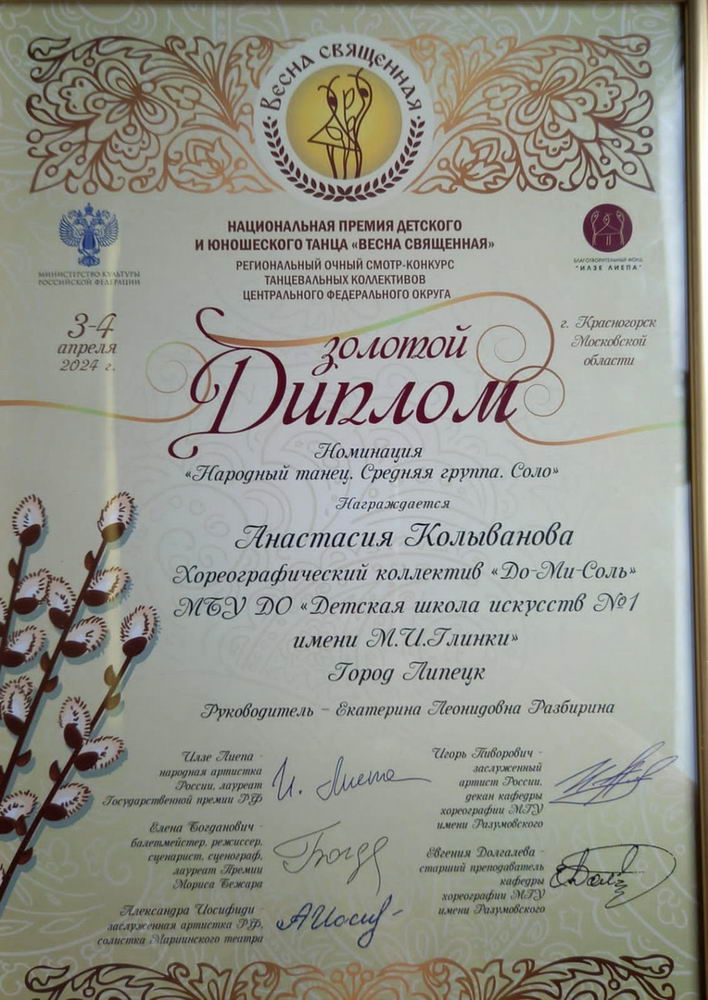 Весна священная
НАЦИОНАЛЬНАЯ ПРЕМИЯ ДЕТСКОГО
И ЮНОШЕСКОГО ТАНЦА «ВЕСНА СВЯЩЕННАЯ»
МИНИСТЕРСТВО КУЛЬТУРЫ
РОССИЙСКОЙ ФЕДЕРАЦИИ
БЛАГОТВОРИТЕЛЬНЫЙ ФОНД
"ИЛЗЕ ЛИЕПА"
РЕГИОНАЛЬНЫЙ ОЧНЫЙ СМОТР-КОНКУРС
ТАНЦЕВАЛЬНЫХ КОЛЛЕКТИВОВ
ЦЕНТРАЛЬНОГО ФЕДЕРАЛЬНОГО ОКРУГА
3-4
апреля
2024 г.
г. Красногорск
Московской
области
золотой
Диплом
Номинация
«Народный танец. Средняя группа. Соло»
Награждается
Анастасия Колыванова
Хореографический коллектив «До-Ми-Соль»
МБУ ДО «Детская школа искусств №1
имени М.И.Глинки»
Город Липецк
Руководитель – Екатерина Леонидовна Разбирина
Илзе Лиепа -
народная артистка
России, лауреат
Государственной премии РФ
И. Лиепа
Игорь Пиворович -
заслуженный
артист России,
декан кафедры
хореографии МГУ
имени Разумовского
Елена Богданович -
балетмейстер, режиссер,
сценарист, сценограф,
лауреат Премии
Мориса Бежара
Евгения Долгалева -
старший преподаватель
кафедры
хореографии МГУ
имени Разумовского
Александра Иосифиди -
заслуженная артистка РФ,
солистка Мариинского театра